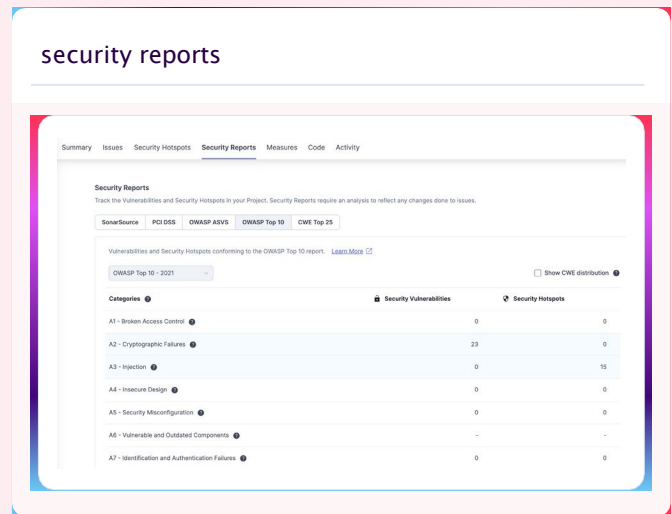 security reports
Summary Issues Security Hotspots Security Reports Measures Code Activity
Security Reports
Track the Vulnerabilities and Security Hotspots in your Project. Security Reports require an analysis to reflect any changes done to issues.
SonarSource PCI DSS OWASP ASVS OWASP Top 10 CWE Top 25
Vulnerabilities and Security Hotspots conforming to the OWASP Top 10 report. Learn More
OWASP Top 10 - 2021 Show CWE distribution ?
Categories ? Security Vulnerabilities Security Hotspots
A1 - Broken Access Control ? 0 0
A2 - Cryptographic Failures ? 23 0
A3 - Injection ? 0 15
A4 - Insecure Design ? 0 0
A5 - Security Misconfiguration ? 0 0
A6 - Vulnerable and Outdated Components ? - -
A7 - Identification and Authentication Failures ? 0 0